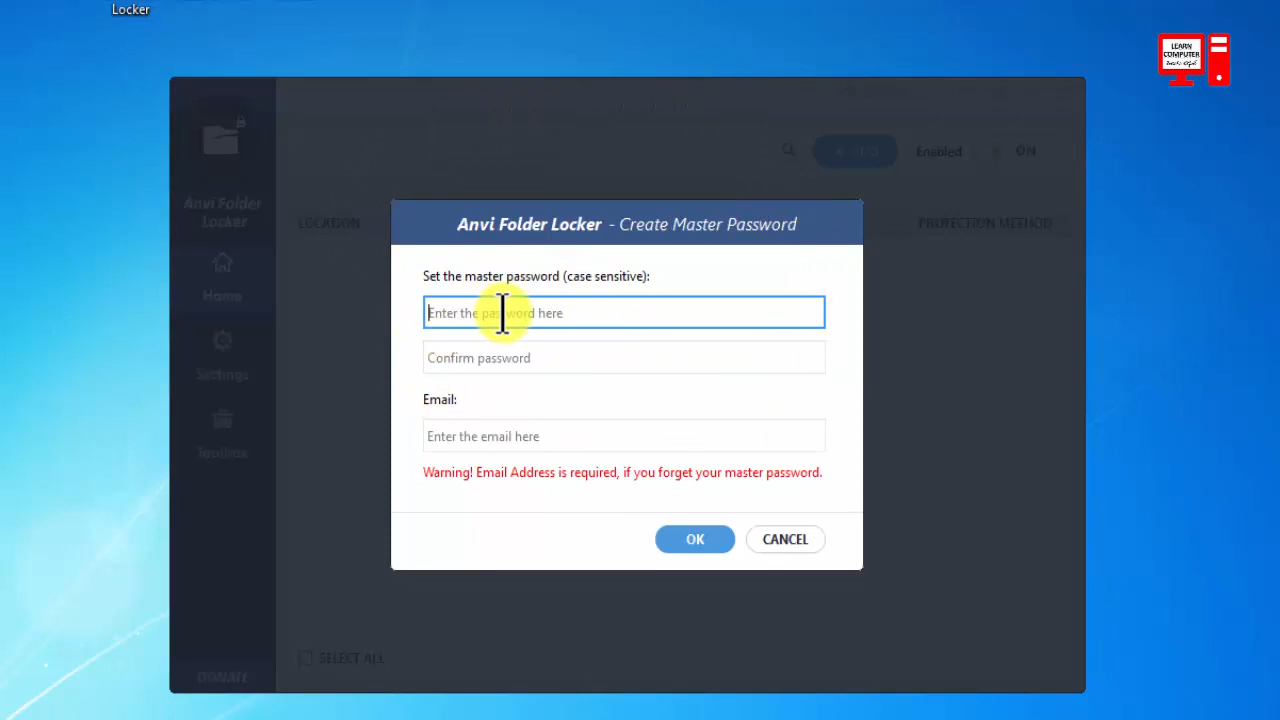 Locker
LEARN
COMPUTER
Anvi Folder
Locker
Home
Settings
Toolbox
DONATE
Enabled
ON
LOCATION
PROTECTION METHOD
Anvi Folder Locker - Create Master Password
Set the master password (case sensitive):
Enter the password here
Confirm password
Email:
Enter the email here
Warning! Email Address is required, if you forget your master password.
OK
CANCEL
SELECT ALL